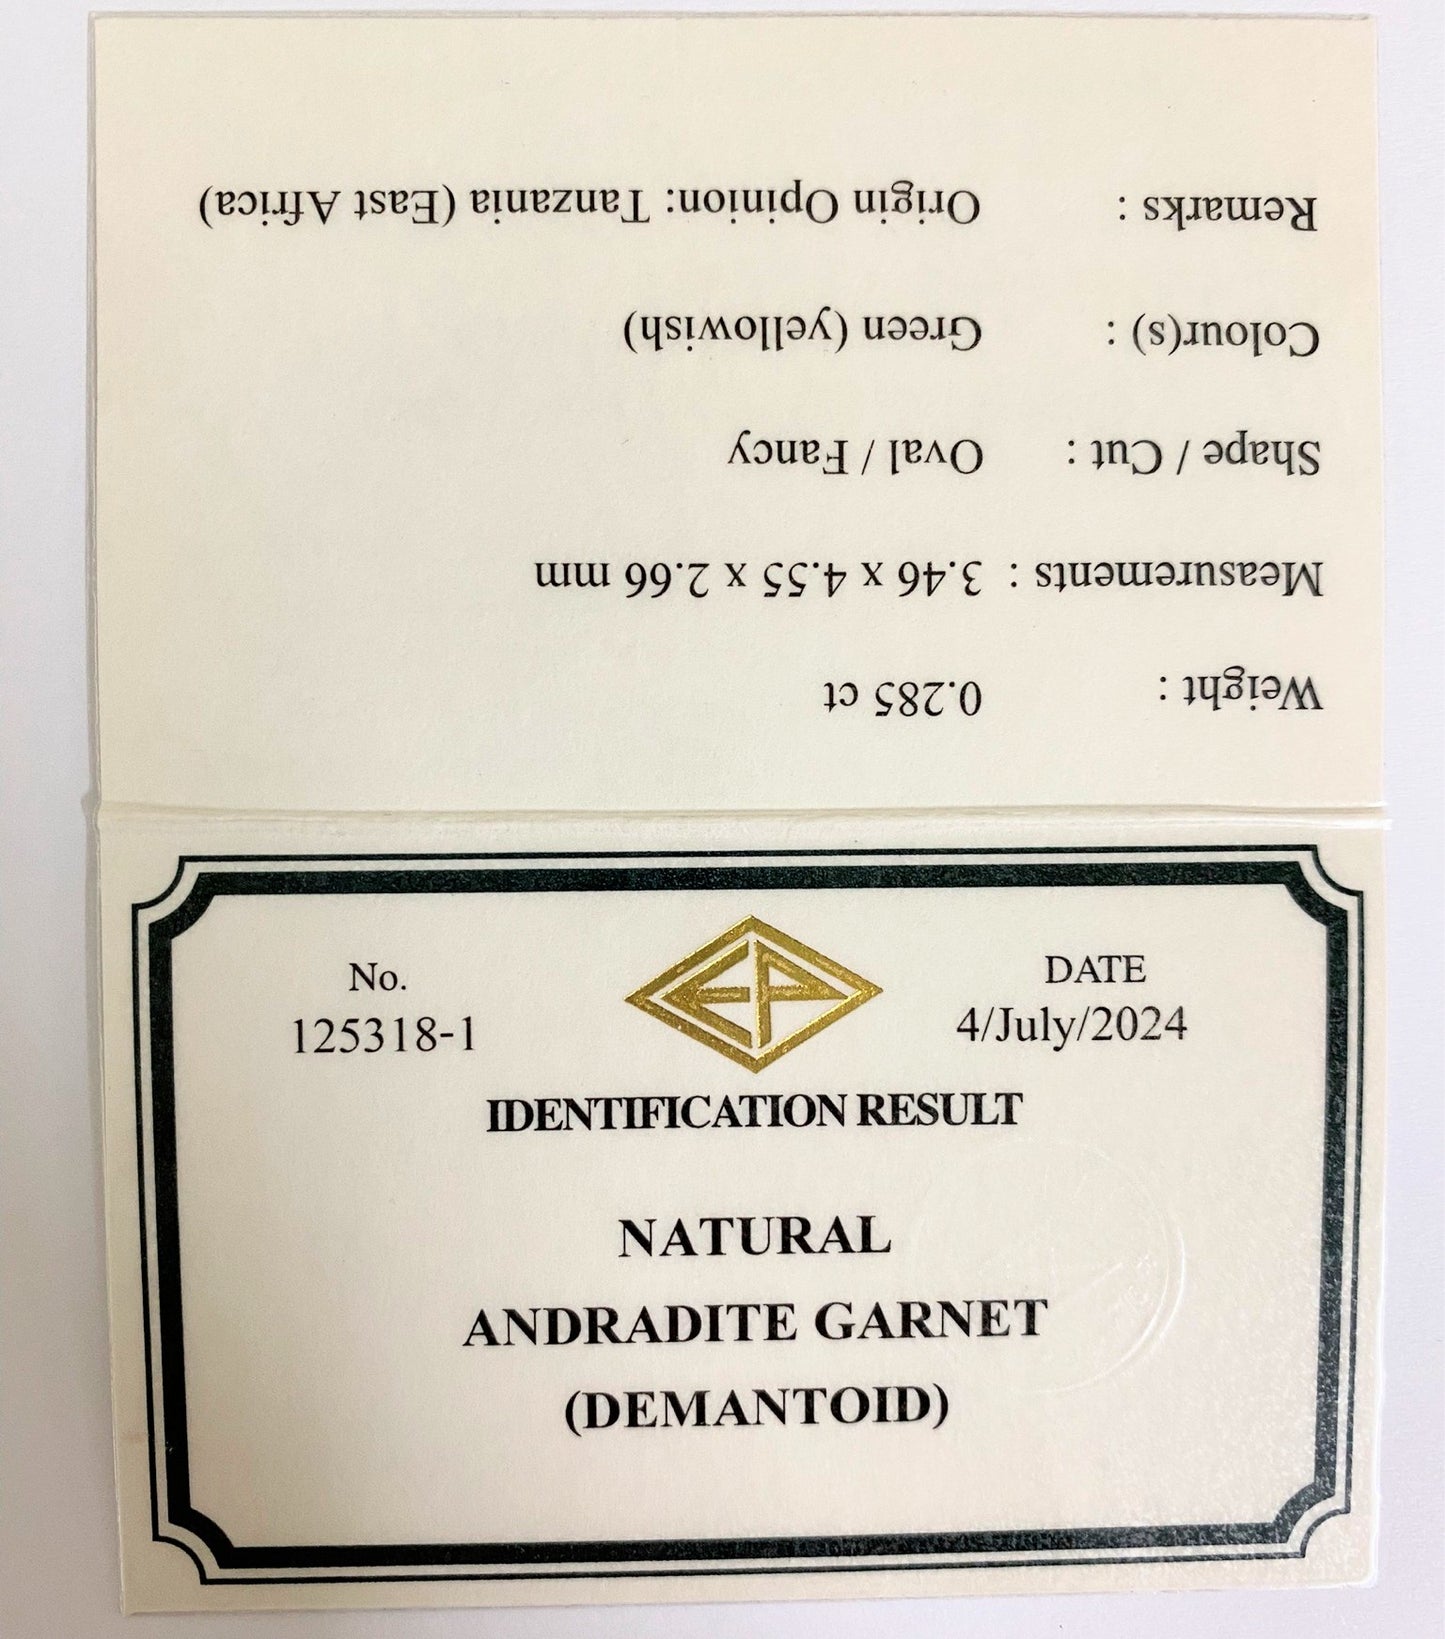 No.
125318-1
EP
DATE
4/July/2024
IDENTIFICATION RESULT
NATURAL
ANDRADITE GARNET
(DEMANTOID)
Weight : 0.285 ct
Measurements : 3.46 x 4.55 x 2.66 mm
Shape / Cut : Oval / Fancy
Colour(s) : Green (yellowish)
Remarks : Origin Opinion: Tanzania (East Africa)